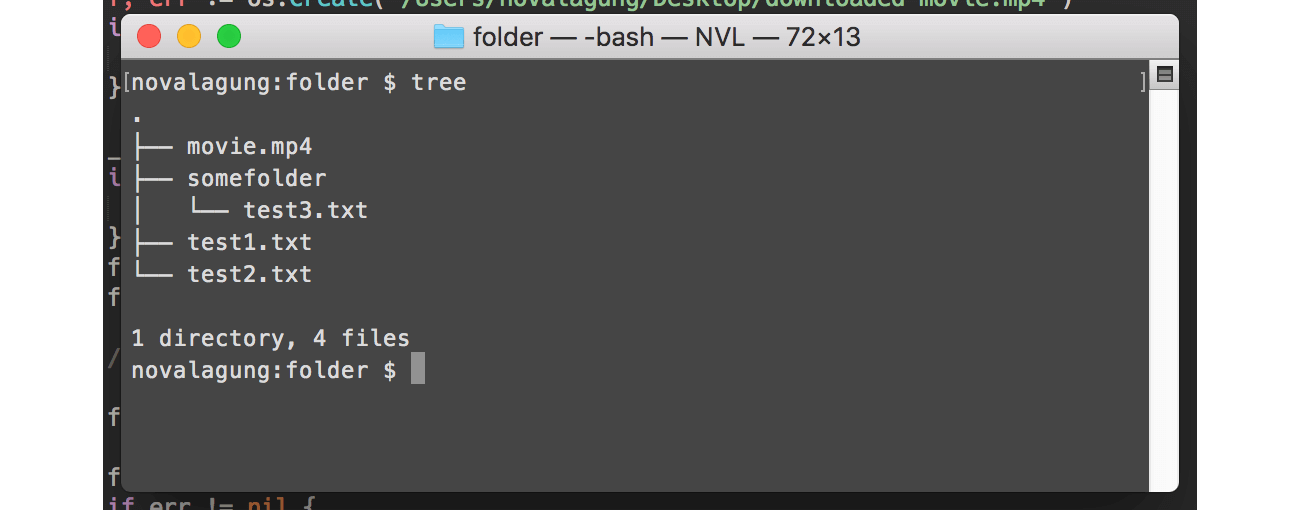 err := os.Create("/Users/novalagung/Desktop/downloaded-movie.mp4")
folder — -bash — NVL — 72×13
[novalagung:folder $ tree ]
.
├── movie.mp4
├── somefolder
│   └── test3.txt
├── test1.txt
└── test2.txt
1 directory, 4 files
novalagung:folder $
if err != nil {